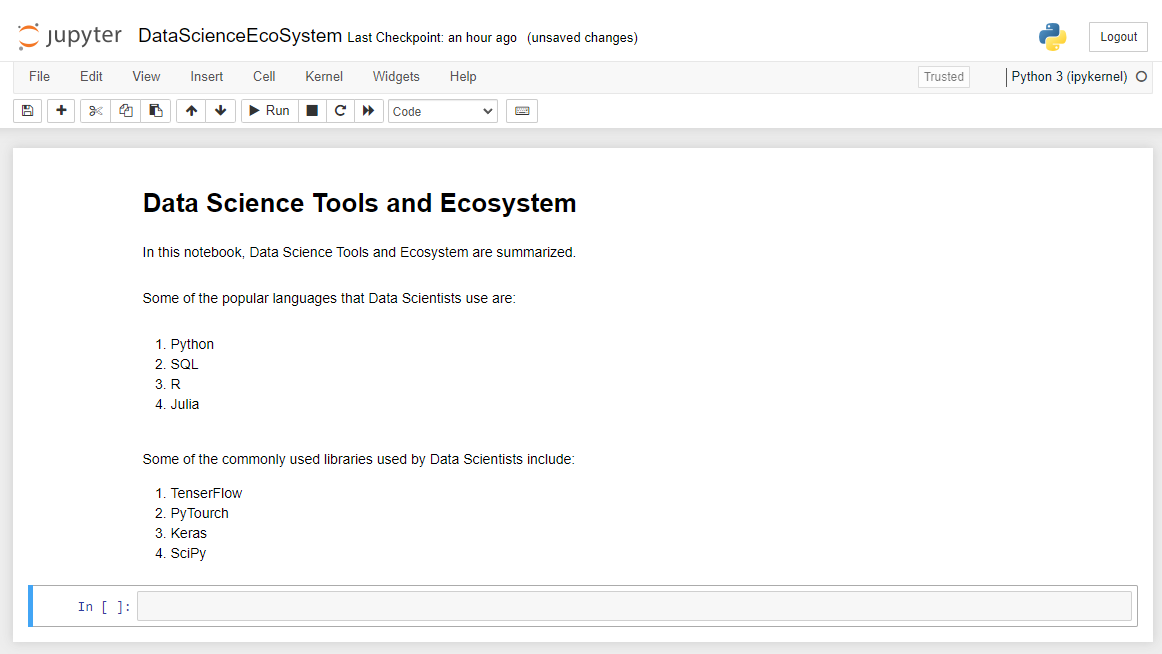 jupyter DataScienceEcoSystem Last Checkpoint: an hour ago (unsaved changes) Logout
File Edit View Insert Cell Kernel Widgets Help Trusted Python 3 (ipykernel)
Run Code
Data Science Tools and Ecosystem
In this notebook, Data Science Tools and Ecosystem are summarized.
Some of the popular languages that Data Scientists use are:
1. Python
2. SQL
3. R
4. Julia
Some of the commonly used libraries used by Data Scientists include:
1. TenserFlow
2. PyTourch
3. Keras
4. SciPy
In [ ]: